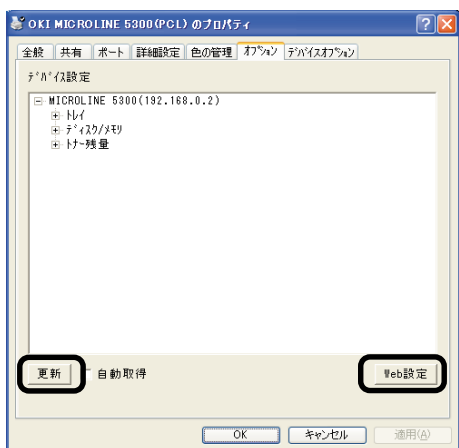 OKI MICROLINE 5300(PCL) のプロパティ
全般 共有 ポート 詳細設定 色の管理 ｵﾌﾟｼｮﾝ ﾃﾞﾊﾞｲｽｵﾌﾟｼｮﾝ
ﾃﾞﾊﾞｲｽ設定
MICROLINE 5300(192.168.0.2)
ﾄﾚｲ
ﾃﾞｨｽｸ/ﾒﾓﾘ
ﾄﾅｰ残量
更新 自動取得 Web設定
OK キャンセル 適用(A)